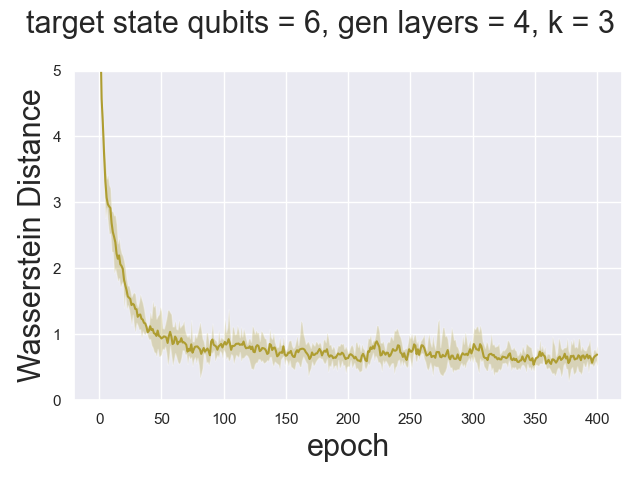 target state qubits = 6, gen layers = 4, k = 3
5
4
3
2
1
0
Wasserstein Distance
0 50 100 150 200 250 300 350 400
epoch